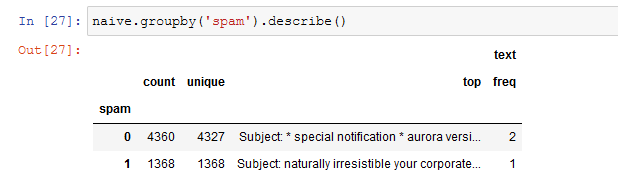 In [27]: naive.groupby('spam').describe()
Out[27]:
text
count unique top freq
spam
0 4360 4327 Subject: * special notification * aurora versi... 2
1 1368 1368 Subject: naturally irresistible your corporate... 1